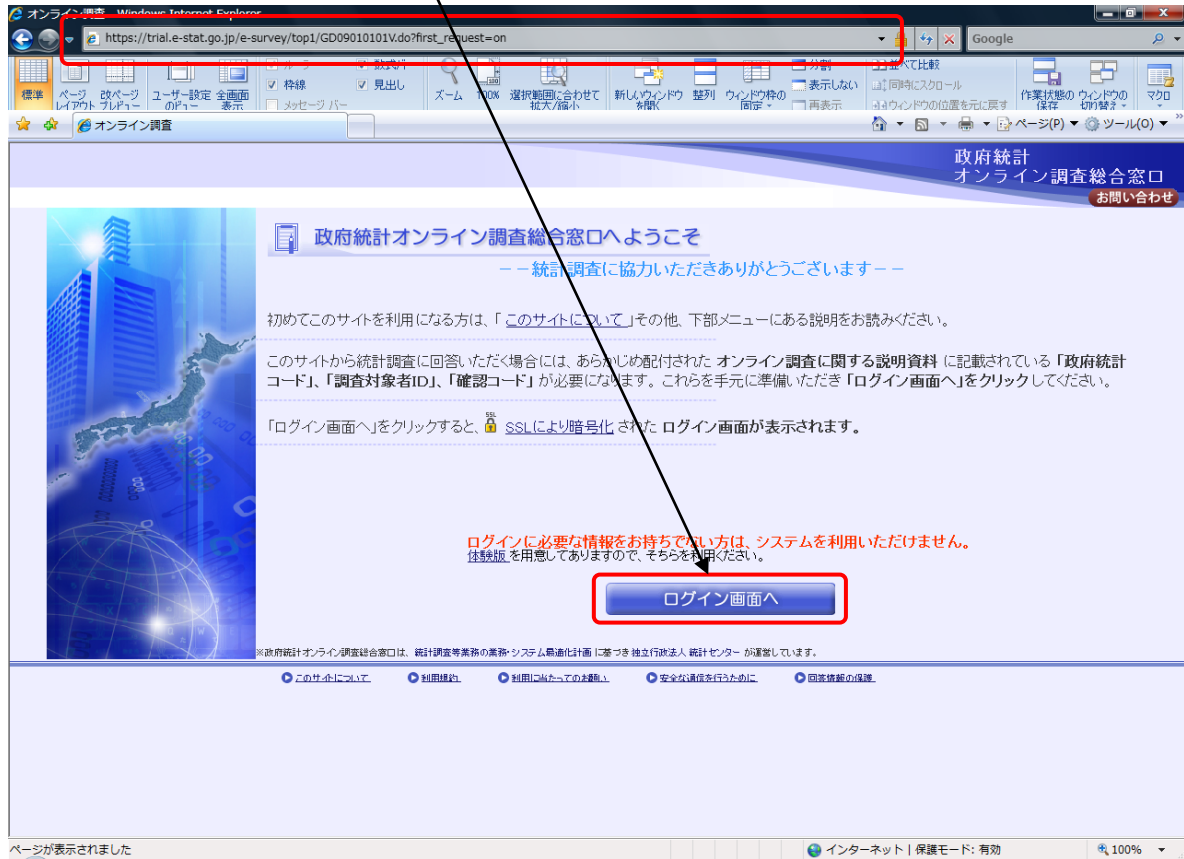 オンライン調査 - Windows Internet Explorer
https://trial.e-stat.go.jp/e-survey/top1/GD09010101V.do?first_request=on
Google
標準
ページ
レイアウト
改ページ
プレビュー
ユーザー設定
のビュー
全画面
表示
ルーラー
数式バー
枠線
見出し
メッセージ バー
ズーム
100%
選択範囲に合わせて
拡大/縮小
新しいウィンドウ
を開く
整列
ウィンドウ枠の
固定
分割
表示しない
再表示
並べて比較
同時にスクロール
ウィンドウの位置を元に戻す
作業状態の
保存
ウィンドウの
切り替え
マクロ
オンライン調査
ページ(P)
ツール(O)
政府統計
オンライン調査総合窓口
お問い合わせ
政府統計オンライン調査総合窓口へようこそ
－－統計調査に協力いただきありがとうございます－－
初めてこのサイトを利用になる方は、「このサイトについて」その他、下部メニューにある説明をお読みください。
このサイトから統計調査に回答いただく場合には、あらかじめ配付された オンライン調査に関する説明資料 に記載されている「政府統計
コード」、「調査対象者ID」、「確認コード」が必要になります。これらを手元に準備いただき「ログイン画面へ」をクリックしてください。
「ログイン画面へ」をクリックすると、SSL SSLにより暗号化 された ログイン画面が表示されます。
ログインに必要な情報をお持ちでない方は、システムを利用いただけません。
体験版 を用意してありますので、そちらを利用ください。
ログイン画面へ
※政府統計オンライン調査総合窓口は、統計調査等業務の業務・システム最適化計画 に基づき 独立行政法人 統計センター が運営しています。
このサイトについて 利用規約 利用に当たってのお願い 安全な通信を行うために 回答情報の保護
ページが表示されました
インターネット | 保護モード: 有効
100%